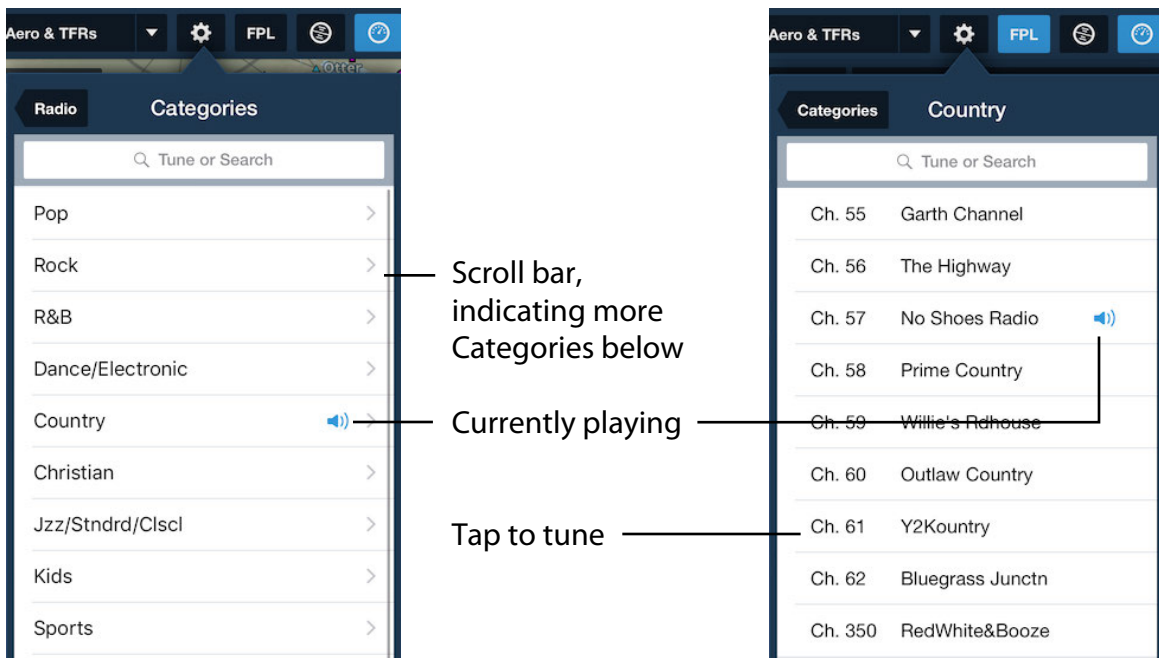 Aero & TFRs
FPL
Otter
Radio
Categories
Tune or Search
Pop
Rock
R&B
Dance/Electronic
Country
Christian
Jzz/Stndrd/Clscl
Kids
Sports
Scroll bar,
indicating more
Categories below
Currently playing
Tap to tune
Aero & TFRs
FPL
Categories
Country
Tune or Search
Ch. 55 Garth Channel
Ch. 56 The Highway
Ch. 57 No Shoes Radio
Ch. 58 Prime Country
Ch. 59 Willie's Rdhouse
Ch. 60 Outlaw Country
Ch. 61 Y2Kountry
Ch. 62 Bluegrass Junctn
Ch. 350 RedWhite&Booze